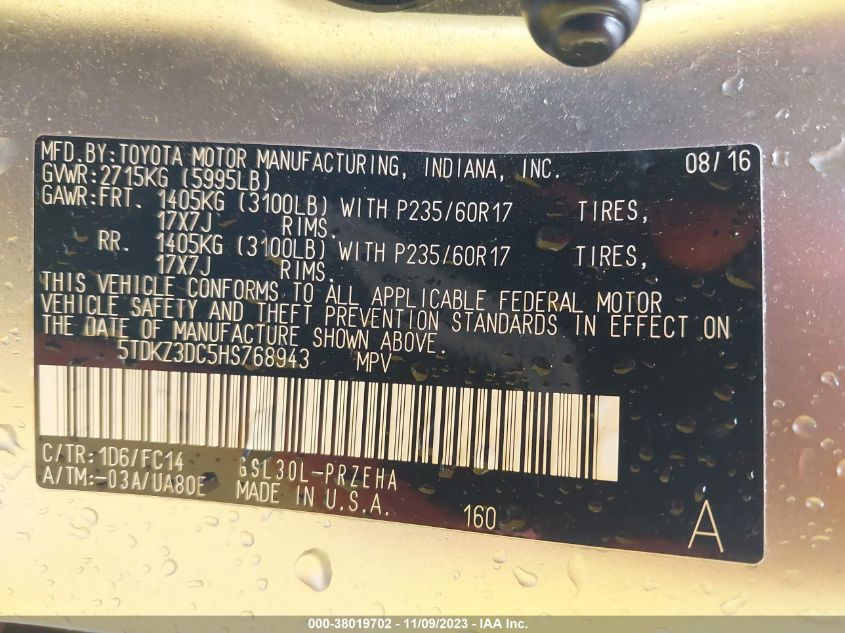 MFD.BY:TOYOTA MOTOR MANUFACTURING, INDIANA, INC. 08/16
GVWR:2715KG (5995LB)
GAWR:FRT. 1405KG (3100LB) WITH P235/60R17 TIRES,
17X7J RIMS.
RR. 1405KG (3100LB) WITH P235/60R17 TIRES,
17X7J RIMS.
THIS VEHICLE CONFORMS TO ALL APPLICABLE FEDERAL MOTOR
VEHICLE SAFETY AND THEFT PREVENTION STANDARDS IN EFFECT ON
THE DATE OF MANUFACTURE SHOWN ABOVE.
5TDKZ3DC5HS768943 MPV
C/TR:1D6/FC14 GSL30L-PRZEHA
A/TM:-03A/UA80E MADE IN U.S.A. 160 A
000-38019702 - 11/09/2023 - IAA Inc.